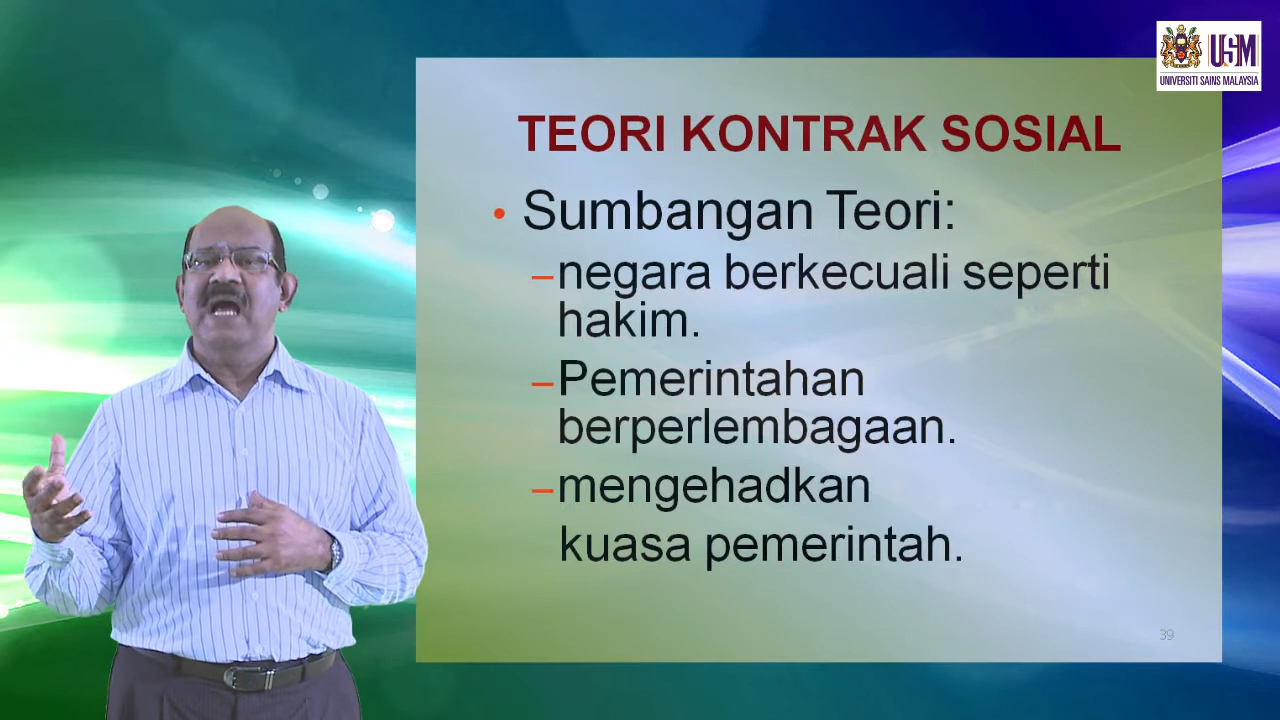 USM
UNIVERSITI SAINS MALAYSIA
TEORI KONTRAK SOSIAL
• Sumbangan Teori:
–negara berkecuali seperti
hakim.
–Pemerintahan
berperlembagaan.
–mengehadkan
kuasa pemerintah.
39